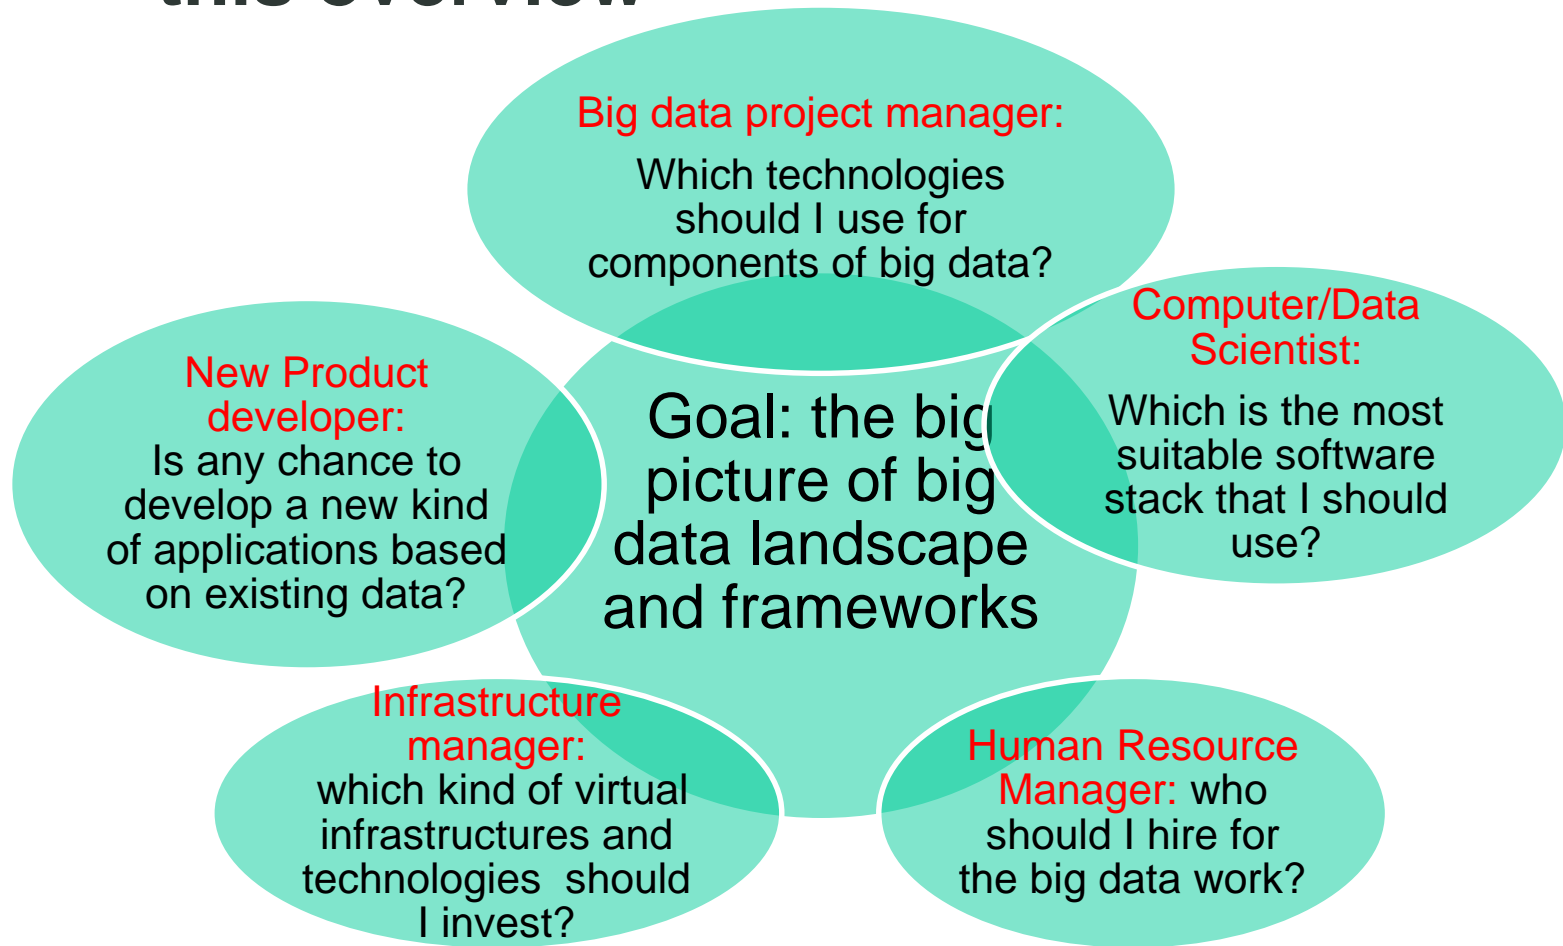 this overview
Big data project manager:
Which technologies
should I use for
components of big data?
Computer/Data
Scientist:
Which is the most
suitable software
stack that I should
use?
New Product
developer:
Is any chance to
develop a new kind
of applications based
on existing data?
Goal: the big
picture of big
data landscape
and frameworks
Infrastructure
manager:
which kind of virtual
infrastructures and
technologies should
I invest?
Human Resource
Manager: who
should I hire for
the big data work?